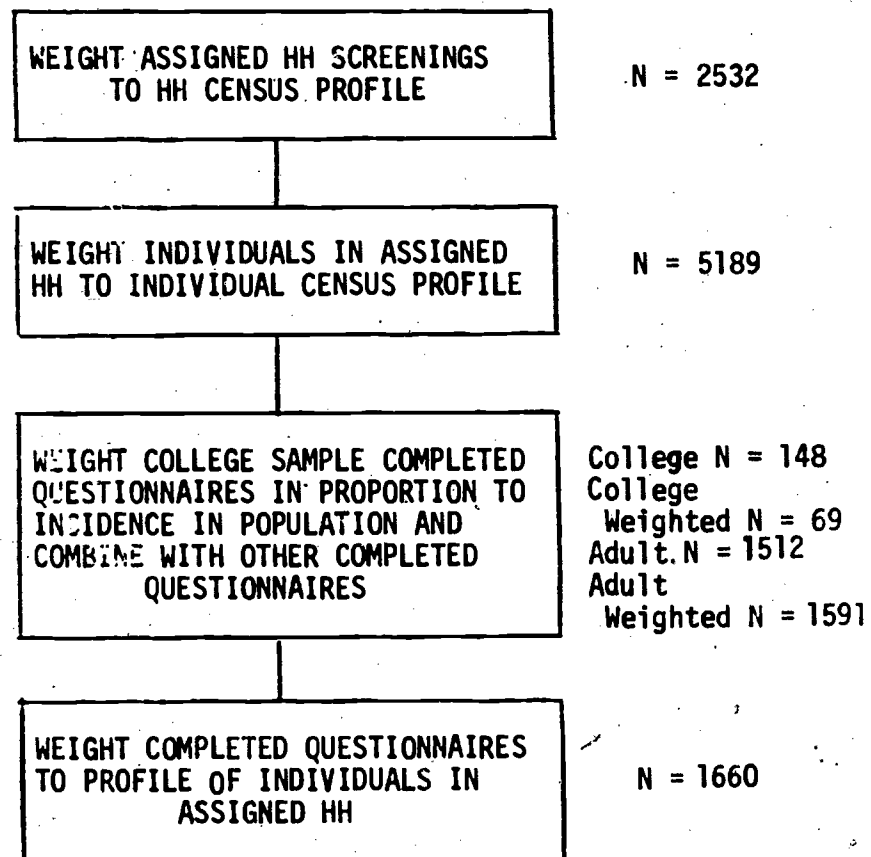 WEIGHT ASSIGNED HH SCREENINGS
TO HH CENSUS PROFILE
N = 2532
WEIGHT INDIVIDUALS IN ASSIGNED
HH TO INDIVIDUAL CENSUS PROFILE
N = 5189
WEIGHT COLLEGE SAMPLE COMPLETED
QUESTIONNAIRES IN PROPORTION TO
INCIDENCE IN POPULATION AND
COMBINE WITH OTHER COMPLETED
QUESTIONNAIRES
College N = 148
College
Weighted N = 69
Adult N = 1512
Adult
Weighted N = 1591
WEIGHT COMPLETED QUESTIONNAIRES
TO PROFILE OF INDIVIDUALS IN
ASSIGNED HH
N = 1660